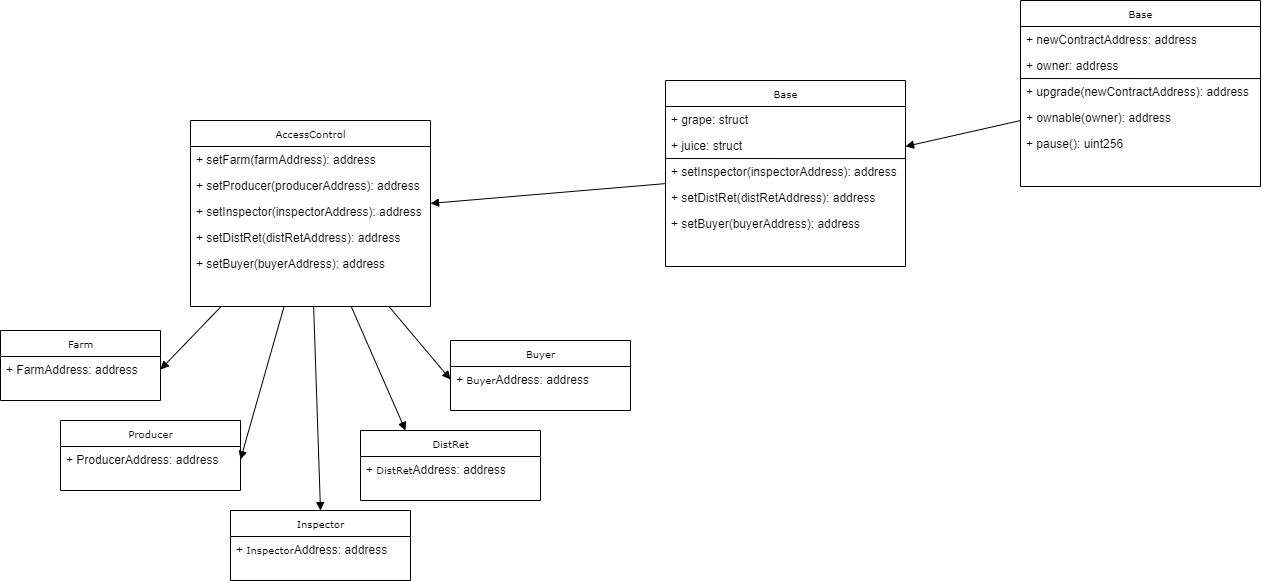 Base
+ newContractAddress: address
+ owner: address
+ upgrade(newContractAddress): address
+ ownable(owner): address
+ pause(): uint256
Base
+ grape: struct
+ juice: struct
+ setInspector(inspectorAddress): address
+ setDistRet(distRetAddress): address
+ setBuyer(buyerAddress): address
AccessControl
+ setFarm(farmAddress): address
+ setProducer(producerAddress): address
+ setInspector(inspectorAddress): address
+ setDistRet(distRetAddress): address
+ setBuyer(buyerAddress): address
Farm
+ FarmAddress: address
Buyer
+ BuyerAddress: address
Producer
+ ProducerAddress: address
DistRet
+ DistRetAddress: address
Inspector
+ InspectorAddress: address